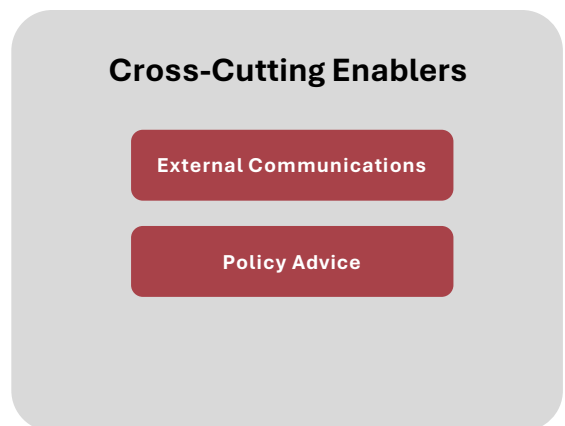 Cross-Cutting Enablers
External Communications
Policy Advice